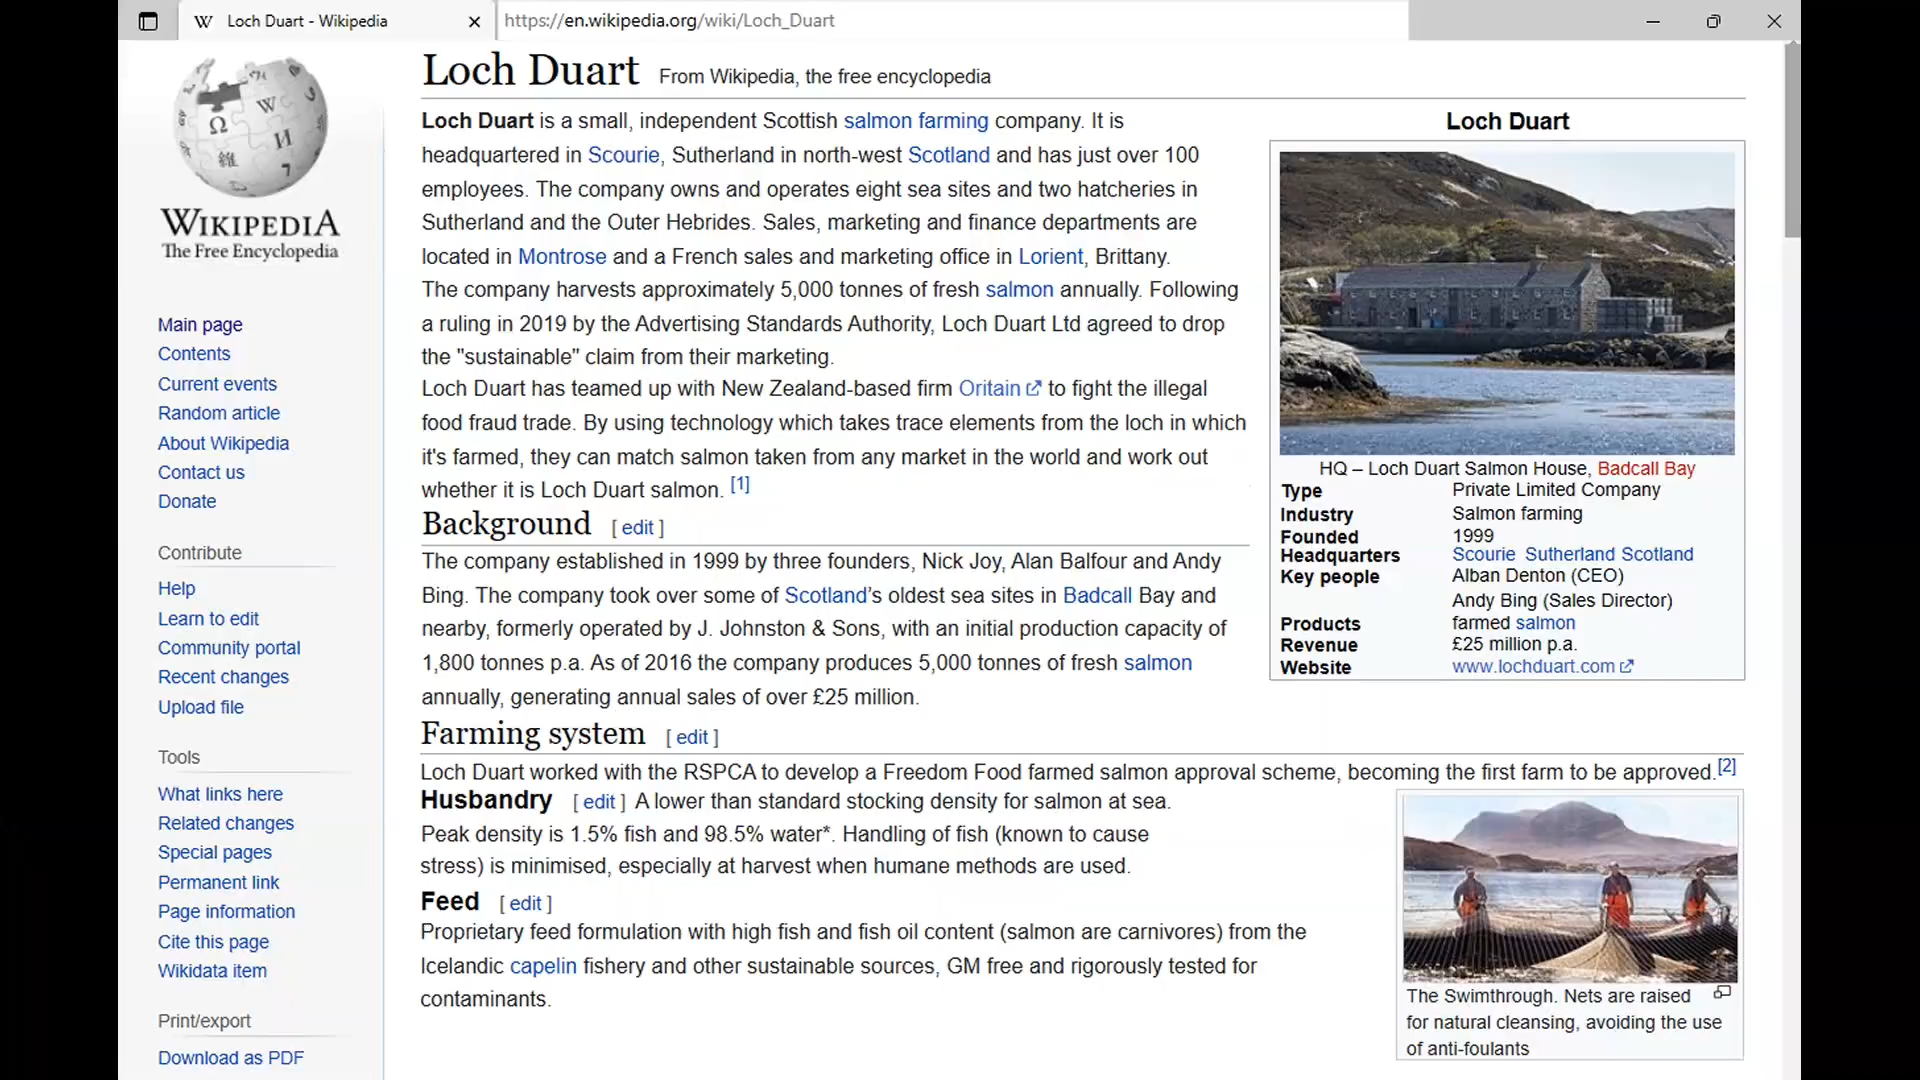 Loch Duart - Wikipedia
https://en.wikipedia.org/wiki/Loch_Duart
WIKIPEDIA
The Free Encyclopedia
Main page
Contents
Current events
Random article
About Wikipedia
Contact us
Donate
Contribute
Help
Learn to edit
Community portal
Recent changes
Upload file
Tools
What links here
Related changes
Special pages
Permanent link
Page information
Cite this page
Wikidata item
Print/export
Download as PDF
Loch Duart From Wikipedia, the free encyclopedia
Loch Duart is a small, independent Scottish salmon farming company. It is
headquartered in Scourie, Sutherland in north-west Scotland and has just over 100
employees. The company owns and operates eight sea sites and two hatcheries in
Sutherland and the Outer Hebrides. Sales, marketing and finance departments are
located in Montrose and a French sales and marketing office in Lorient, Brittany.
The company harvests approximately 5,000 tonnes of fresh salmon annually. Following
a ruling in 2019 by the Advertising Standards Authority, Loch Duart Ltd agreed to drop
the "sustainable" claim from their marketing.
Loch Duart has teamed up with New Zealand-based firm Oritain to fight the illegal
food fraud trade. By using technology which takes trace elements from the loch in which
it's farmed, they can match salmon taken from any market in the world and work out
whether it is Loch Duart salmon. [1]
Loch Duart
HQ – Loch Duart Salmon House, Badcall Bay
Type Private Limited Company
Industry Salmon farming
Founded 1999
Headquarters Scourie Sutherland Scotland
Key people Alban Denton (CEO)
Andy Bing (Sales Director)
Products farmed salmon
Revenue £25 million p.a.
Website www.lochduart.com
Background [ edit ]
The company established in 1999 by three founders, Nick Joy, Alan Balfour and Andy
Bing. The company took over some of Scotland’s oldest sea sites in Badcall Bay and
nearby, formerly operated by J. Johnston & Sons, with an initial production capacity of
1,800 tonnes p.a. As of 2016 the company produces 5,000 tonnes of fresh salmon
annually, generating annual sales of over £25 million.
Farming system [ edit ]
Loch Duart worked with the RSPCA to develop a Freedom Food farmed salmon approval scheme, becoming the first farm to be approved.[2]
Husbandry [ edit ] A lower than standard stocking density for salmon at sea.
Peak density is 1.5% fish and 98.5% water*. Handling of fish (known to cause
stress) is minimised, especially at harvest when humane methods are used.
Feed [ edit ]
Proprietary feed formulation with high fish and fish oil content (salmon are carnivores) from the
Icelandic capelin fishery and other sustainable sources, GM free and rigorously tested for
contaminants.
The Swimthrough. Nets are raised
for natural cleansing, avoiding the use
of anti-foulants